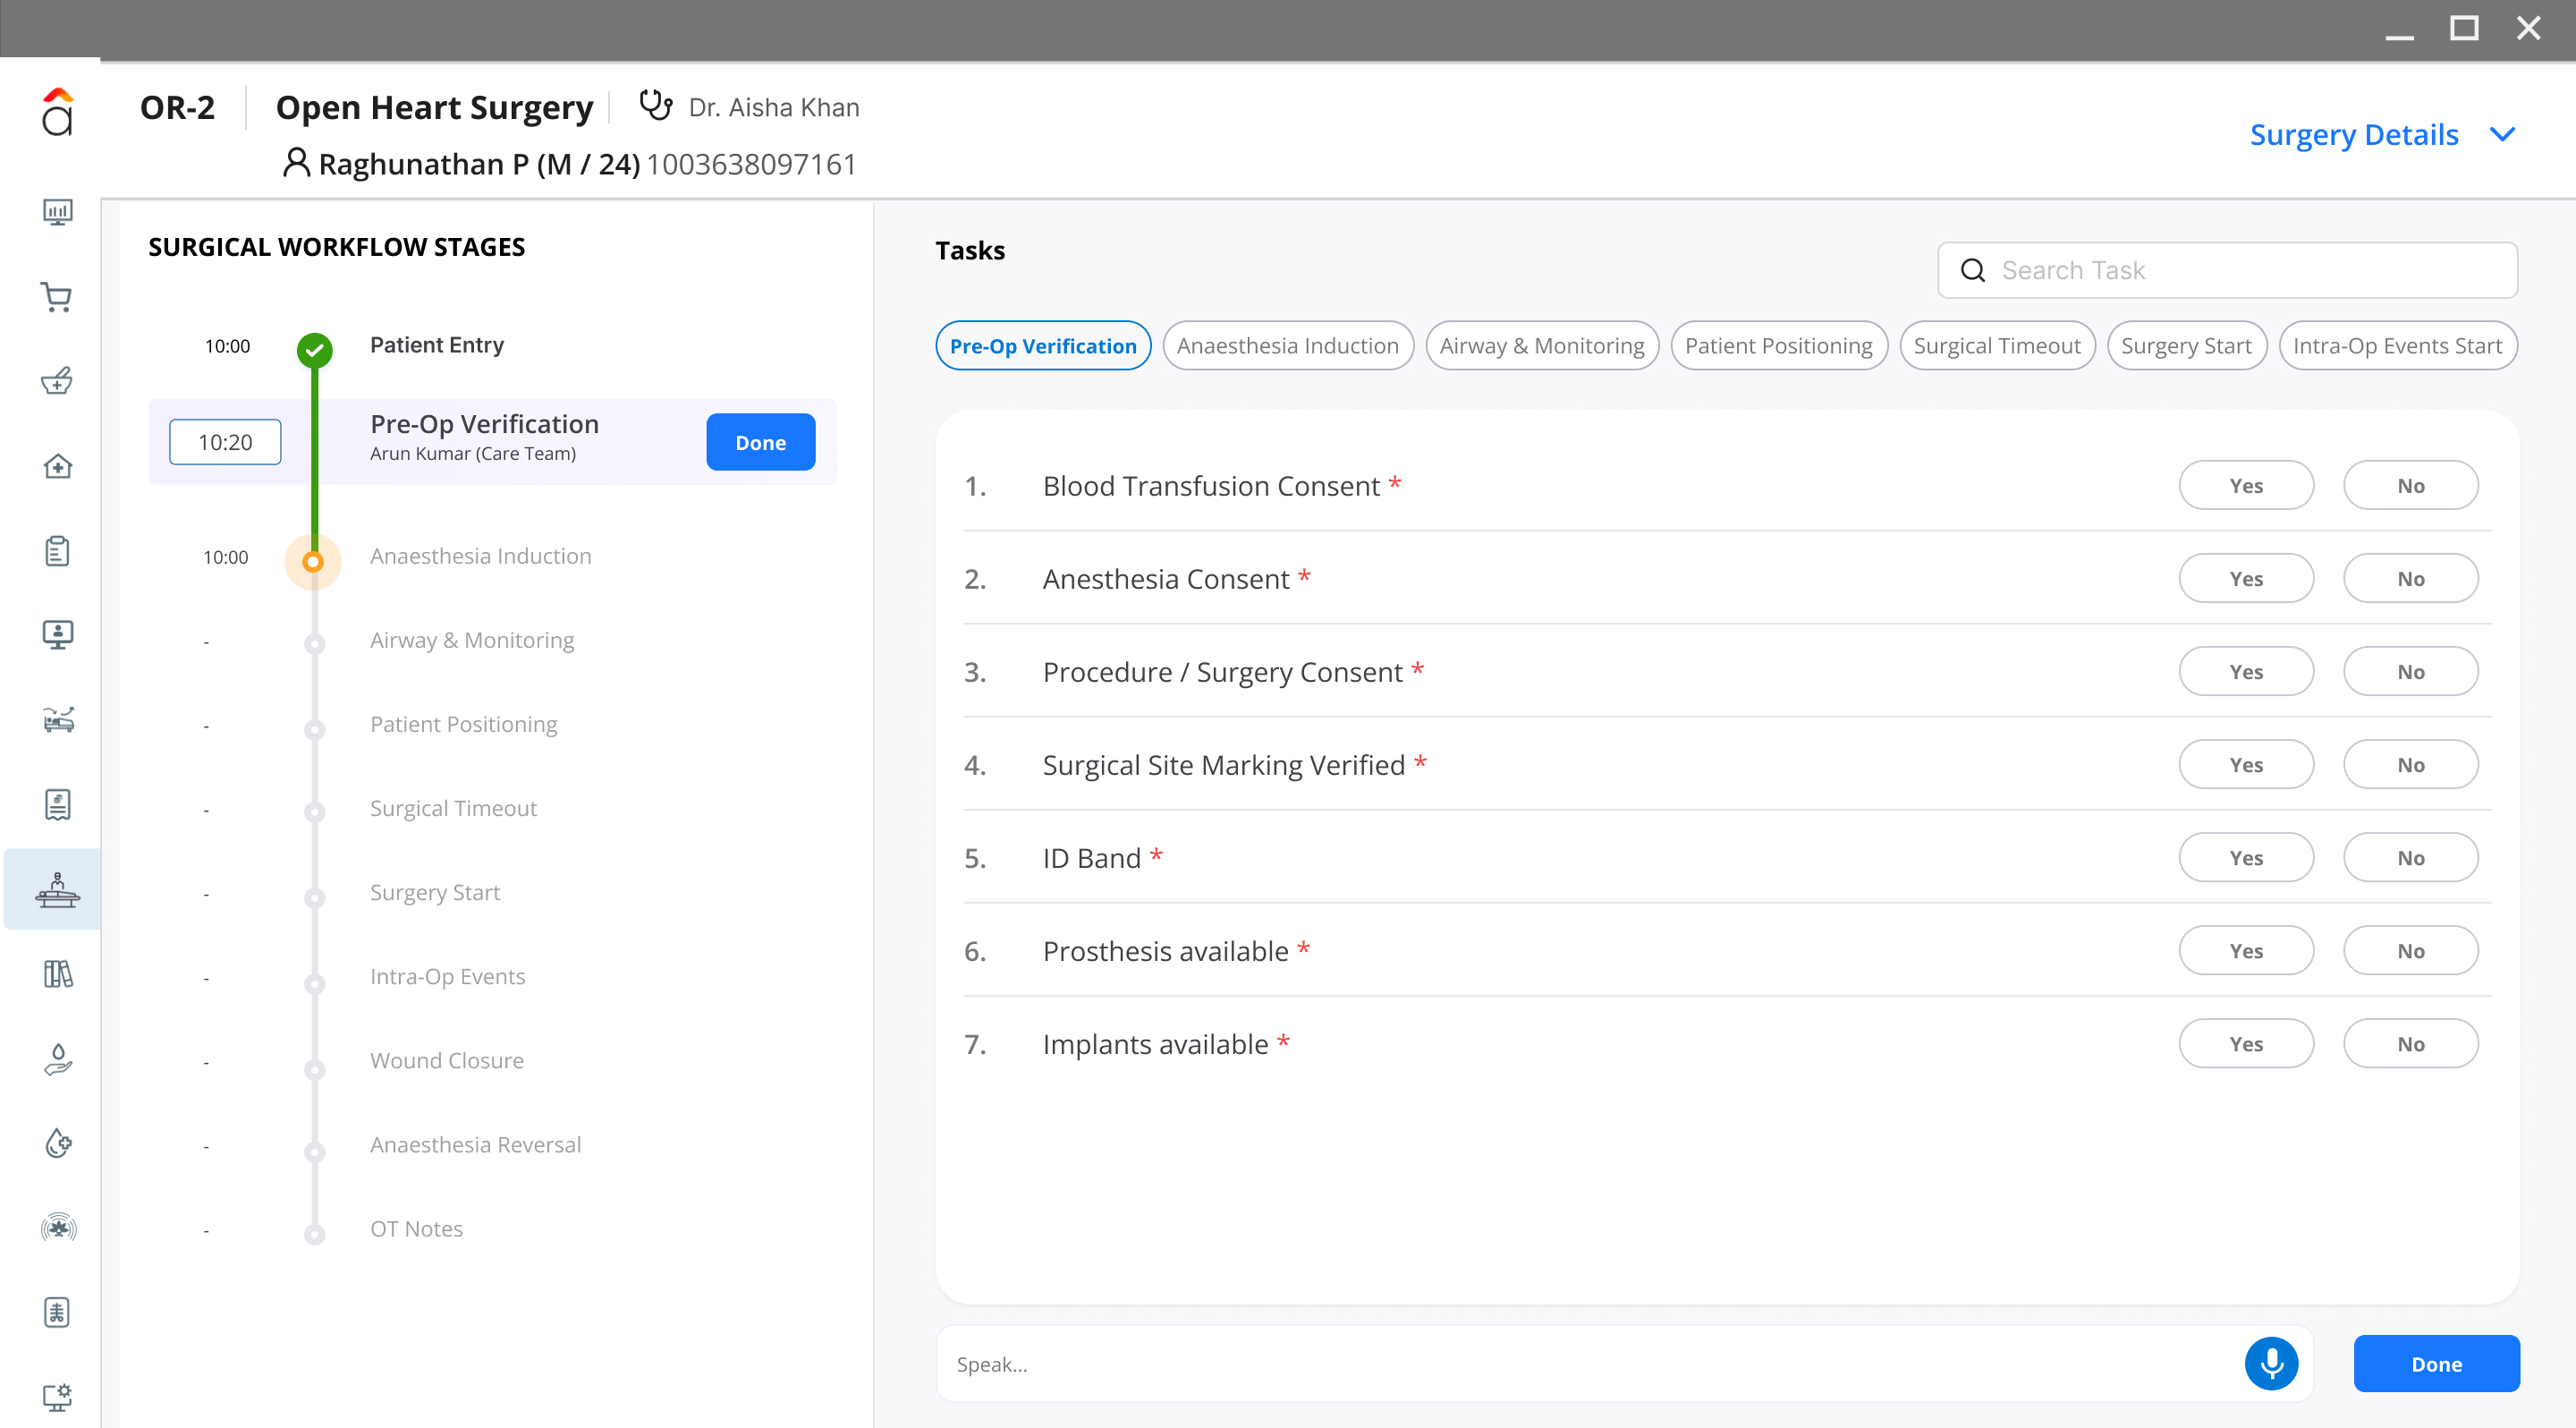 OR-2
Open Heart Surgery
Dr. Aisha Khan
Raghunathan P (M / 24) 1003638097161
Surgery Details
SURGICAL WORKFLOW STAGES
10:00 Patient Entry
10:20 Pre-Op Verification
Arun Kumar (Care Team)
Done
10:00 Anaesthesia Induction
- Airway & Monitoring
- Patient Positioning
- Surgical Timeout
- Surgery Start
- Intra-Op Events
- Wound Closure
- Anaesthesia Reversal
- OT Notes
Tasks
Search Task
Pre-Op Verification Anaesthesia Induction Airway & Monitoring Patient Positioning Surgical Timeout Surgery Start Intra-Op Events Start
1. Blood Transfusion Consent * Yes No
2. Anesthesia Consent * Yes No
3. Procedure / Surgery Consent * Yes No
4. Surgical Site Marking Verified * Yes No
5. ID Band * Yes No
6. Prosthesis available * Yes No
7. Implants available * Yes No
Speak...
Done